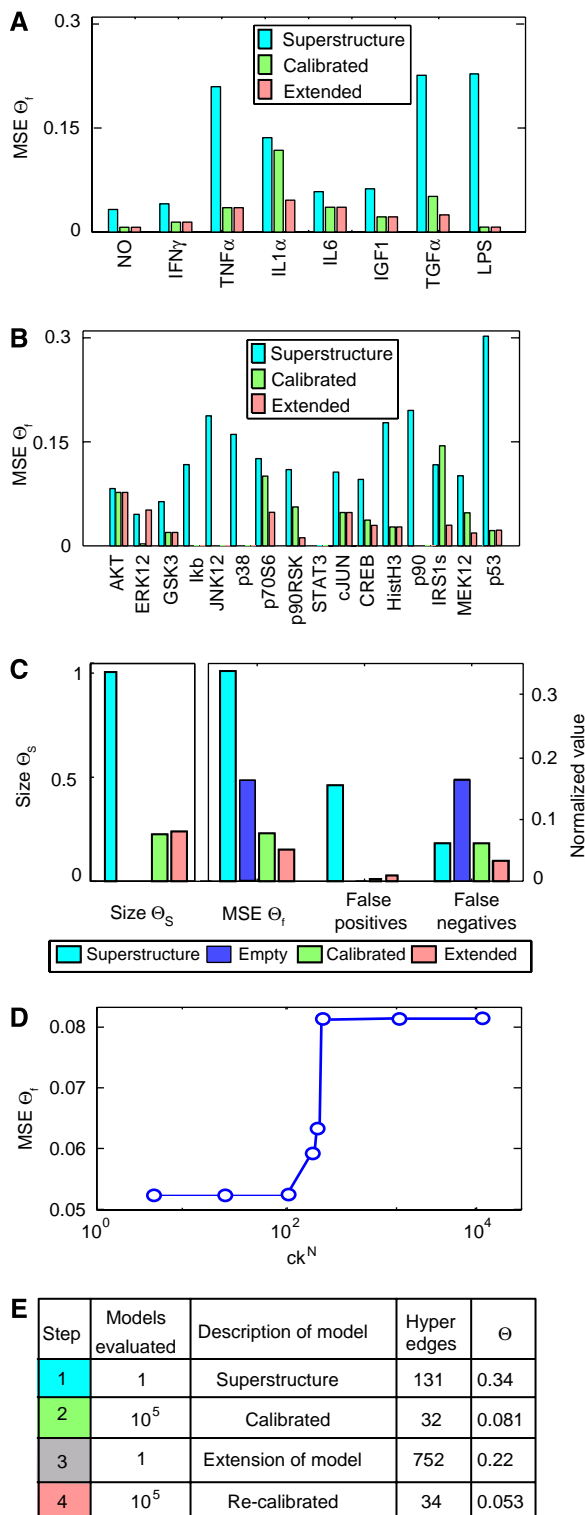 A
0.3
0.15
0
MSE Θf
Superstructure
Calibrated
Extended
NO
IFNγ
TNFα
IL1α
IL6
IGF1
TGFα
LPS
B
0.3
0.15
0
MSE Θf
Superstructure
Calibrated
Extended
AKT
ERK12
GSK3
Ikb
JNK12
p38
p70S6
p90RSK
STAT3
cJUN
CREB
HistH3
p90
IRS1s
MEK12
p53
C
1
0.5
0
Size ΘS
0.3
0.2
0.1
0
Normalized value
Size ΘS
MSE Θf
False
positives
False
negatives
Superstructure
Empty
Calibrated
Extended
D
0.08
0.07
0.06
0.05
MSE Θf
10^0
10^2
10^4
ck^N
E
Step Models evaluated Description of model Hyper edges Θ
1 1 Superstructure 131 0.34
2 10^5 Calibrated 32 0.081
3 1 Extension of model 752 0.22
4 10^5 Re-calibrated 34 0.053